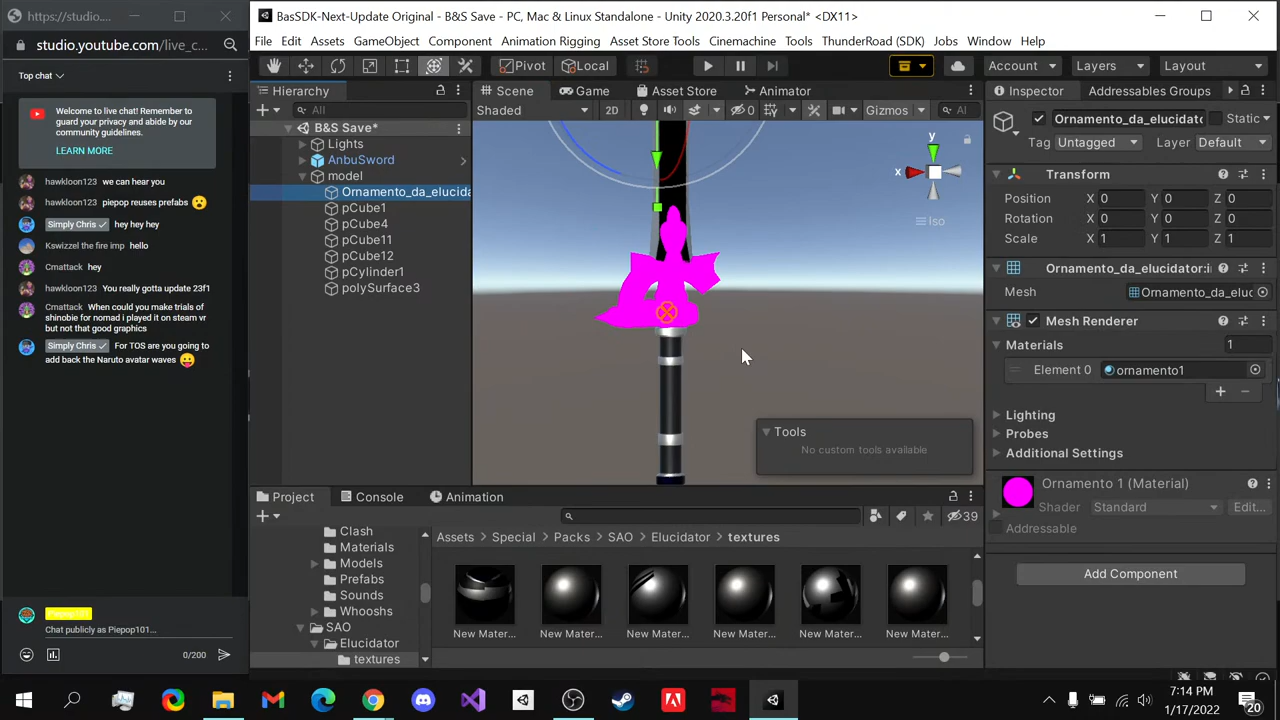 https://studio.youtube.com/live_c...
studio.youtube.com/live_c...
Top chat
Welcome to live chat! Remember to guard your privacy and abide by our community guidelines.
LEARN MORE
hawkloon123 we can hear you
hawkloon123 piepop reuses prefabs 😮
Simply Chris hey hey hey
Kswizzel the fire imp hello
Cmattack hey
hawkloon123 You really gotta update 23f1
Cmattack When could you make trials of
shinobie for nomad i played it on steam vr
but not that good graphics
Simply Chris For TOS are you going to
add back the Naruto avatar waves 😛
Piepop101
Chat publicly as Piepop101...
0/200
BasSDK-Next-Update Original - B&S Save - PC, Mac & Linux Standalone - Unity 2020.3.20f1 Personal* <DX11>
File Edit Assets GameObject Component Animation Rigging Asset Store Tools Cinemachine Tools ThunderRoad (SDK) Jobs Window Help
Pivot Local Account Layers Layout
Hierarchy
All
B&S Save*
Lights
AnbuSword
model
Ornamento_da_elucida
pCube1
pCube4
pCube11
pCube12
pCylinder1
polySurface3
Scene Game Asset Store Animator
Shaded 2D 0 Gizmos Al
y
x
Iso
Tools
No custom tools available
Inspector Addressables Groups
Ornamento_da_elucidato Static
Tag Untagged Layer Default
Transform
Position X 0 Y 0 Z 0
Rotation X 0 Y 0 Z 0
Scale X 1 Y 1 Z 1
Ornamento_da_elucidator:i
Mesh Ornamento_da_eluc
Mesh Renderer
Materials 1
Element 0 ornamento1
Lighting
Probes
Additional Settings
Ornamento 1 (Material)
Shader Standard Edit...
Addressable
Add Component
Project Console Animation
39
Clash
Materials
Models
Prefabs
Sounds
Whooshs
SAO
Elucidator
textures
Assets > Special > Packs > SAO > Elucidator > textures
New Mater... New Mater... New Mater... New Mater... New Mater... New Mater...
7:14 PM
1/17/2022
20